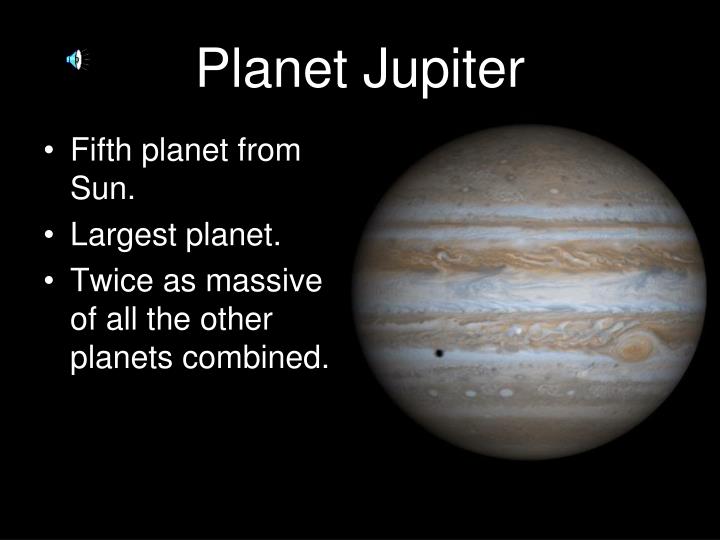 Planet Jupiter
• Fifth planet from
Sun.
• Largest planet.
• Twice as massive
of all the other
planets combined.